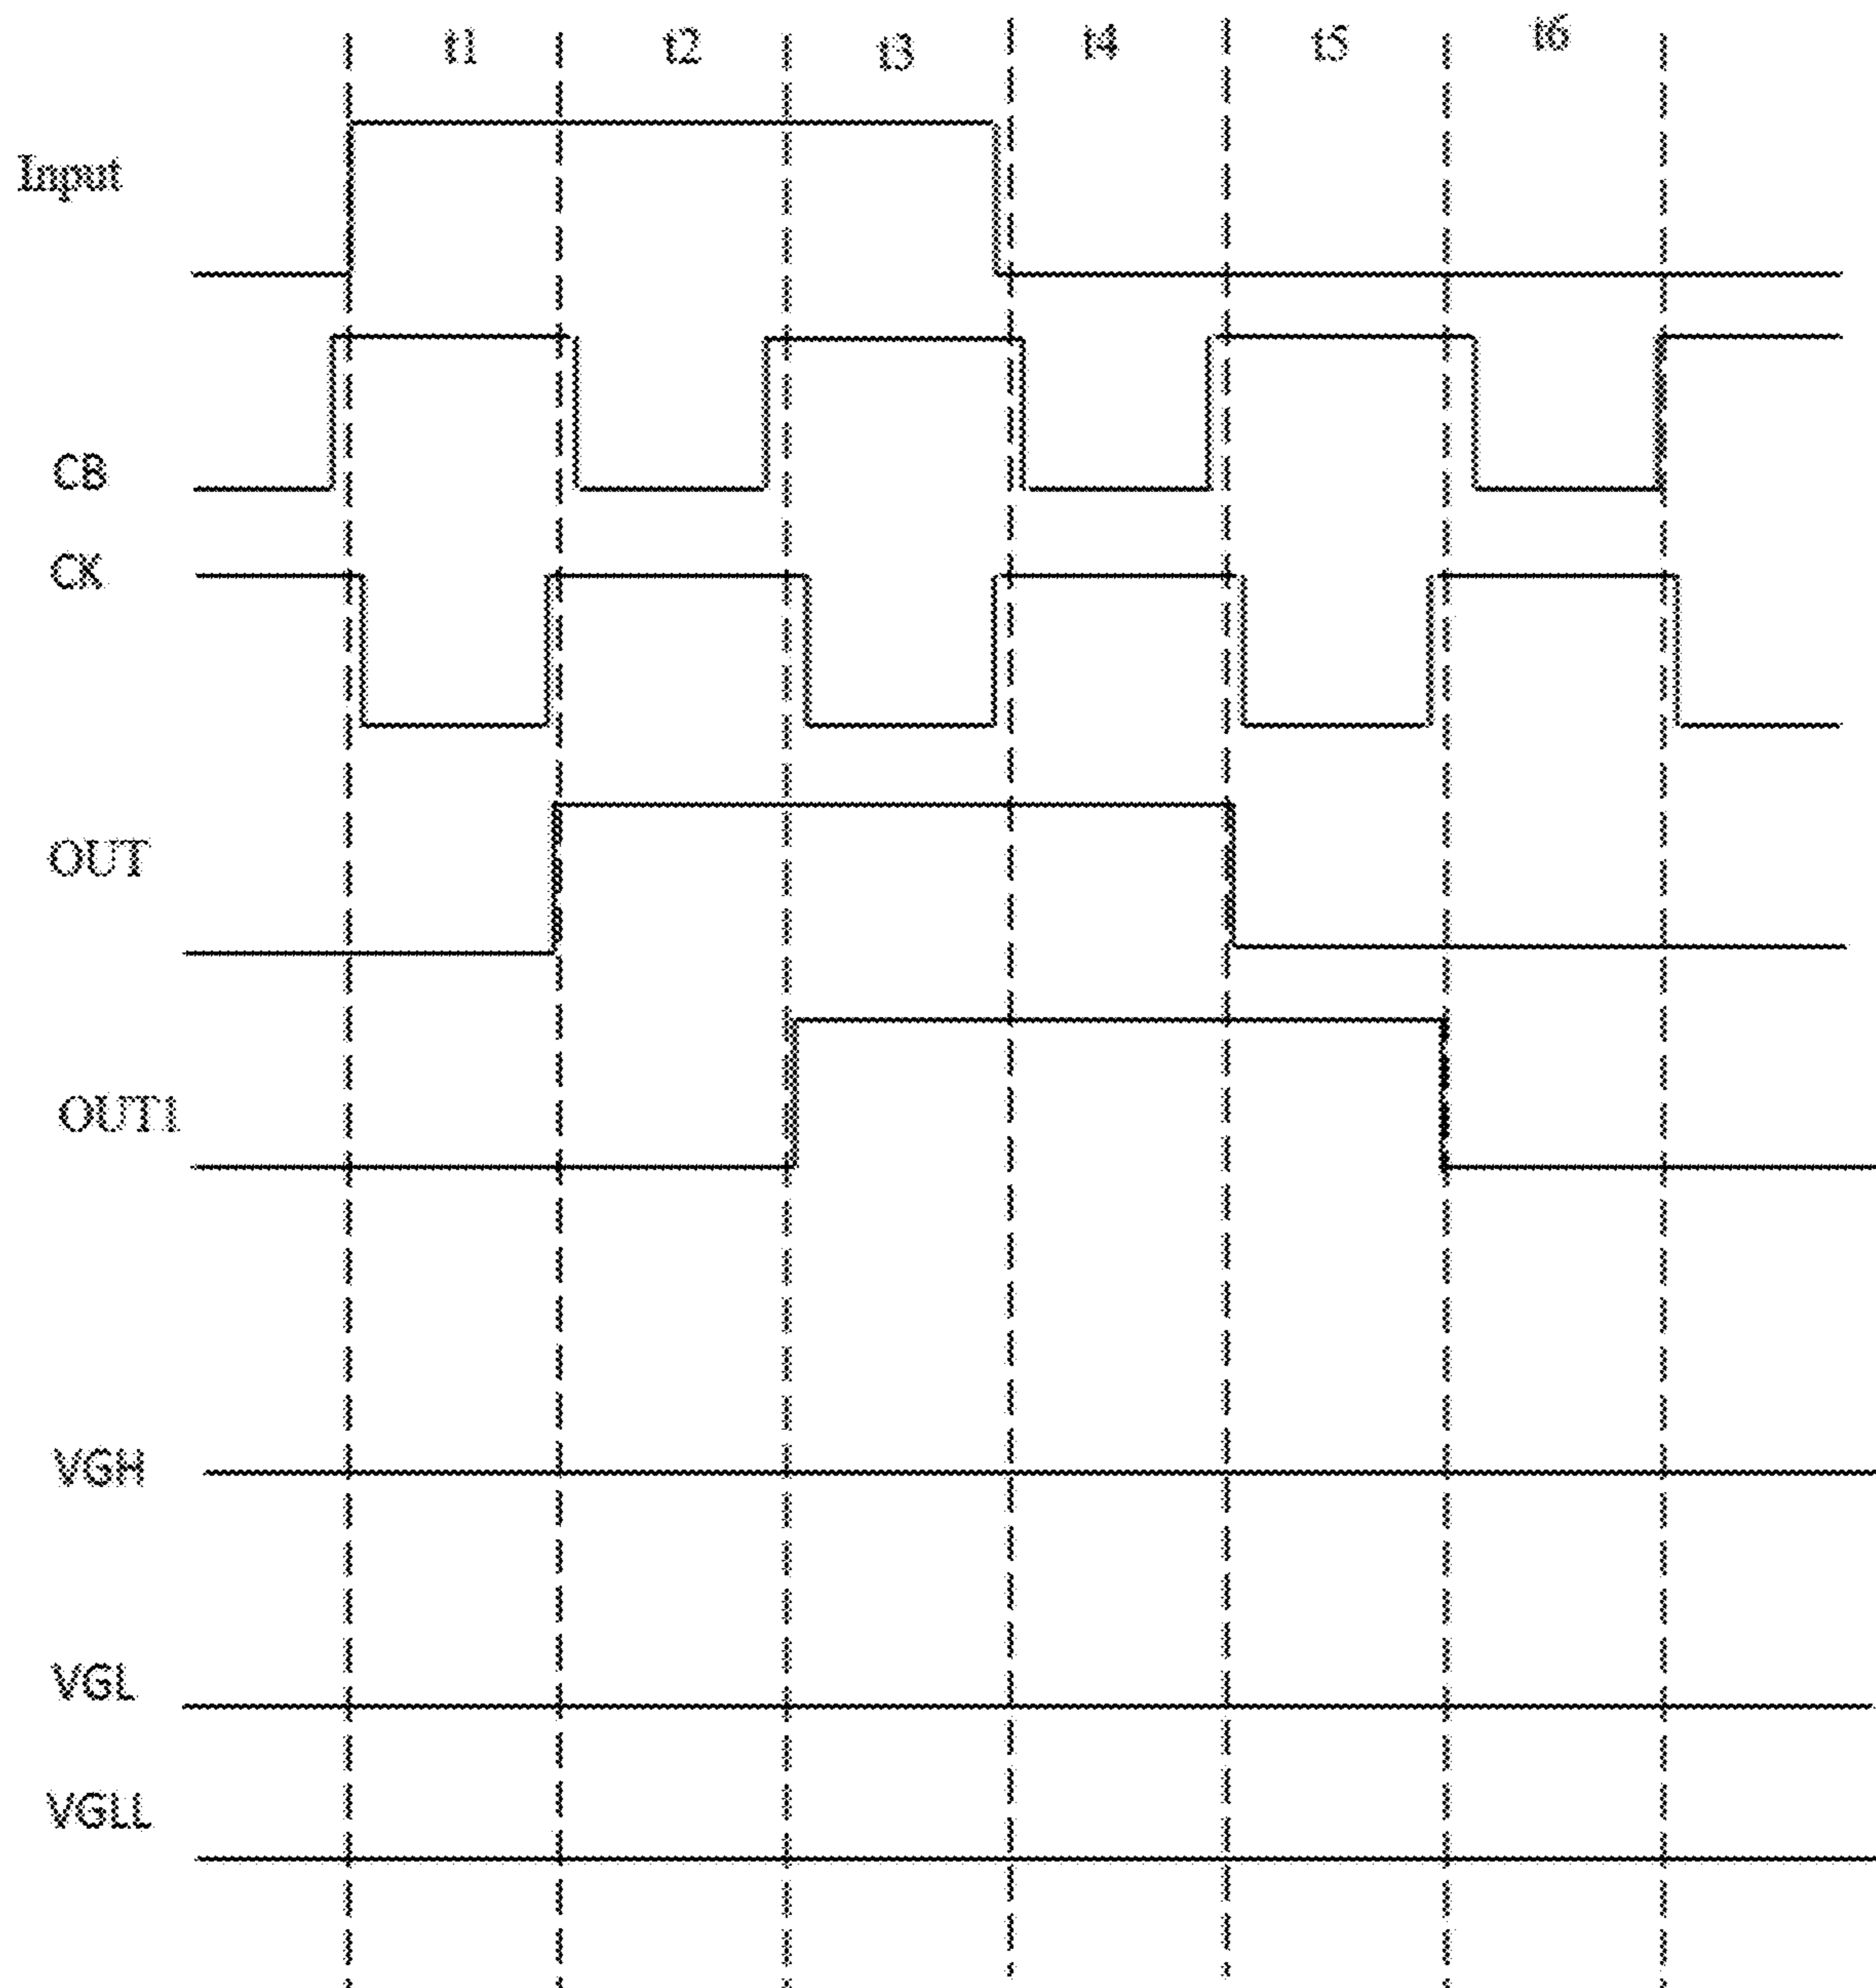 t1 t2 t3 t4 t5 t6
Input
CB
CK
OUT
OUT1
VGH
VGL
VGLL